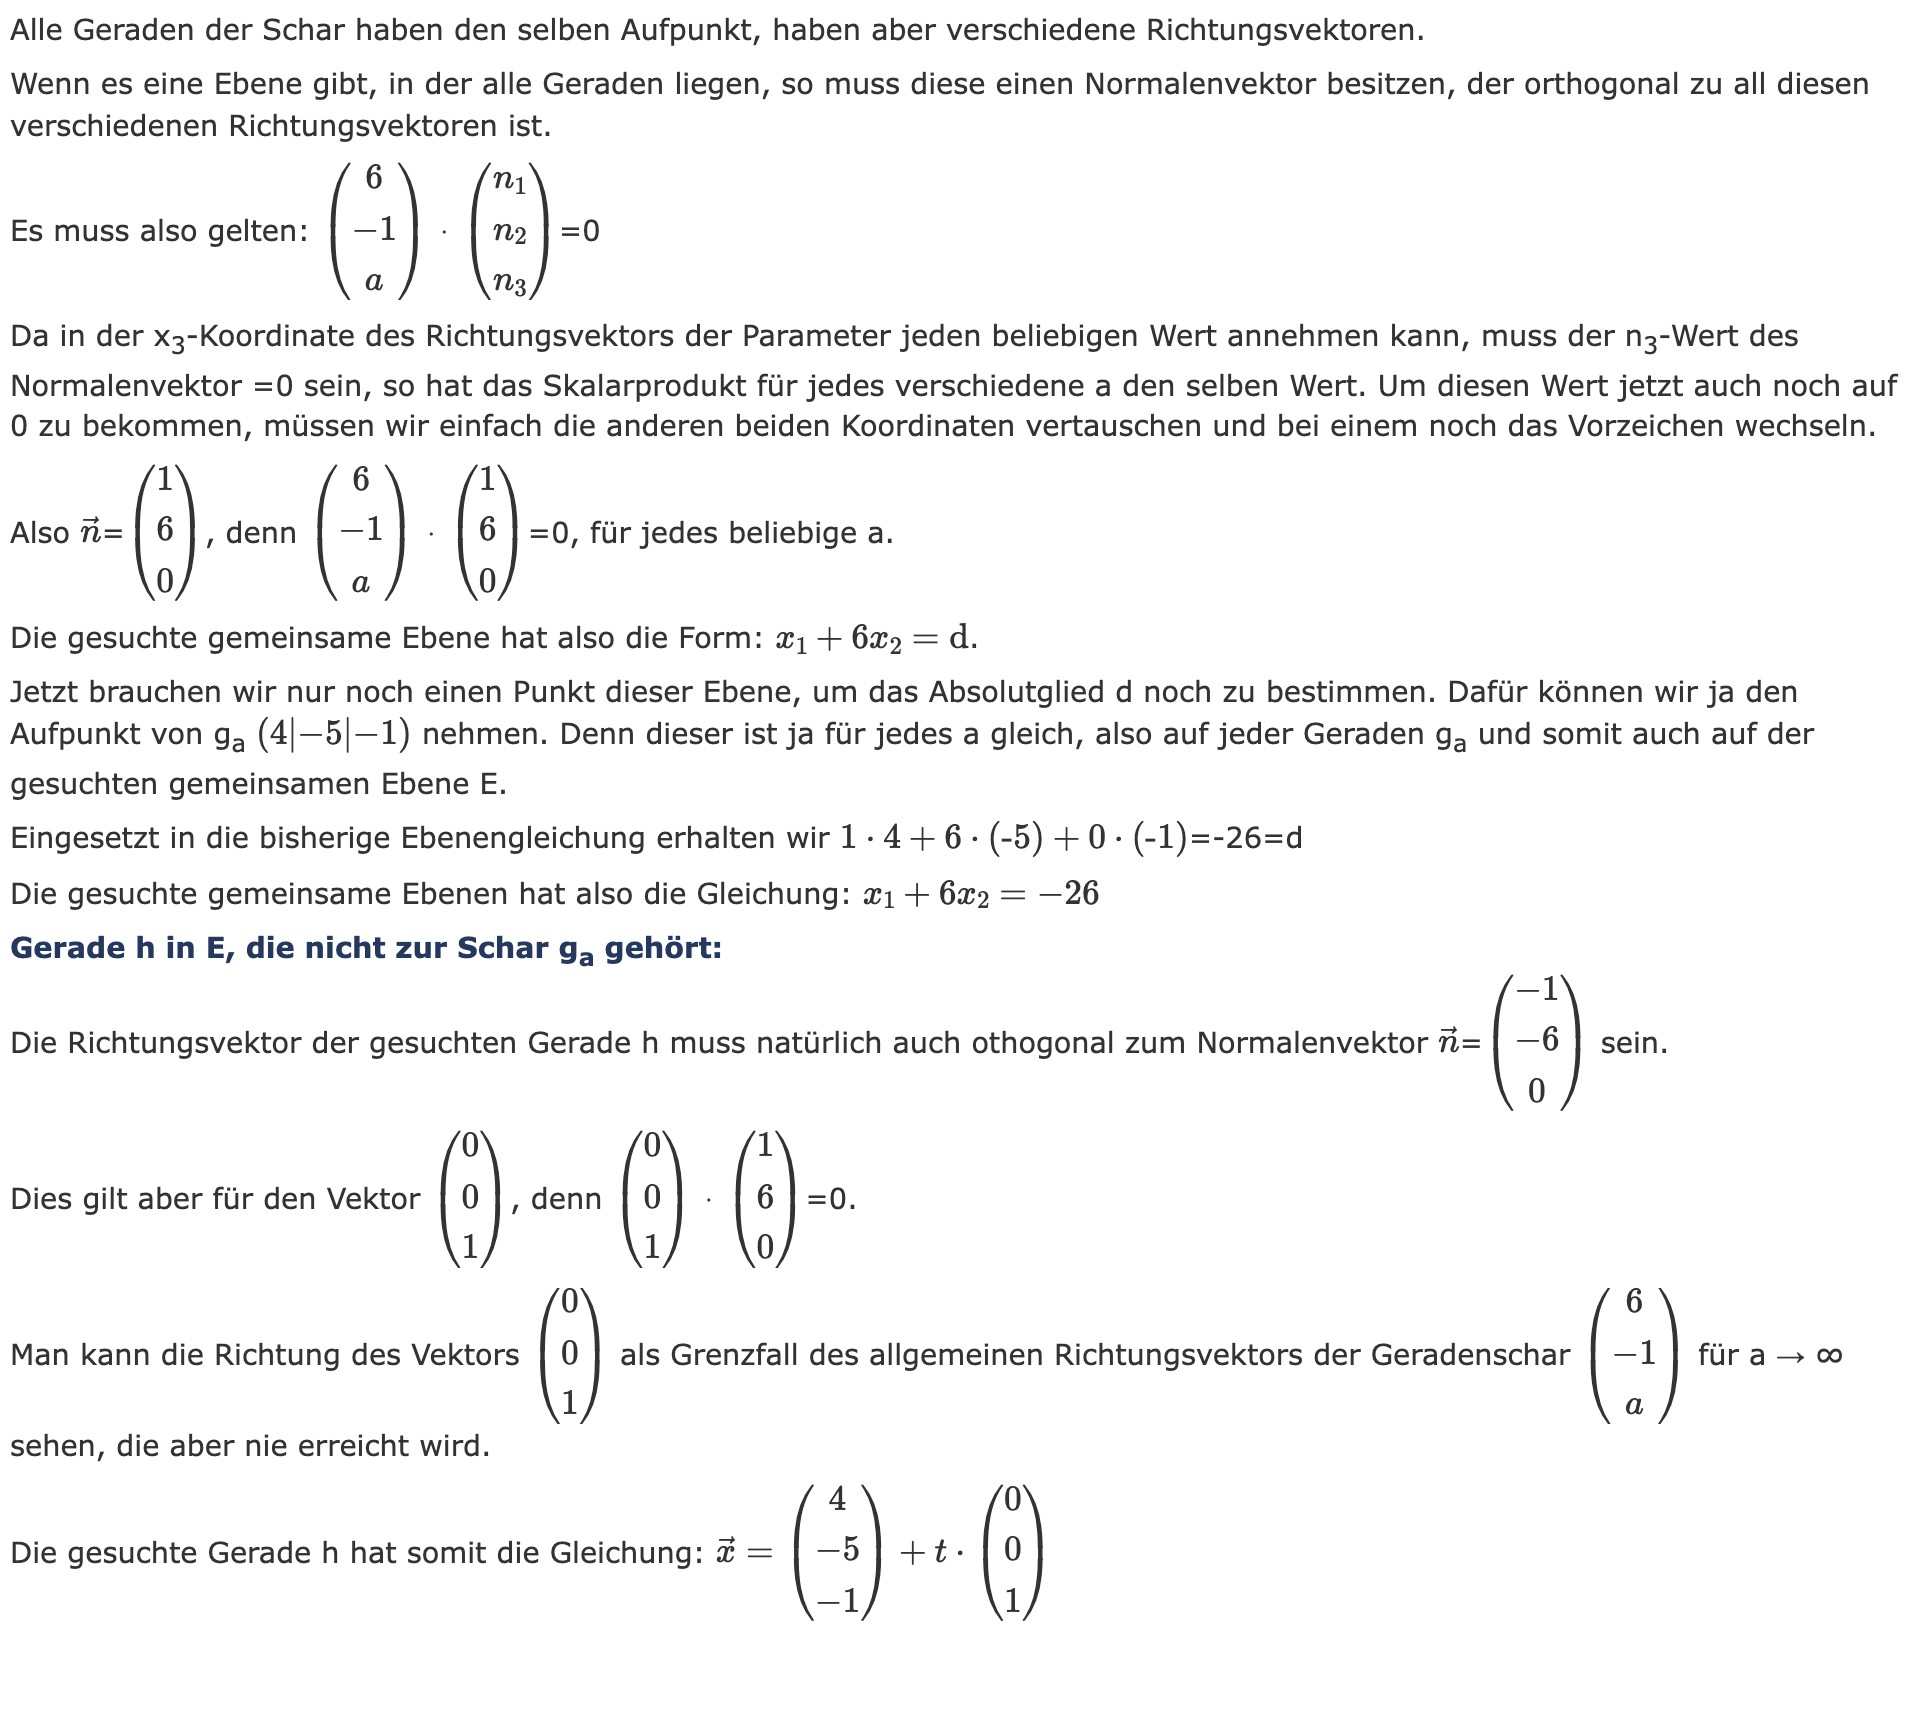 Alle Geraden der Schar haben den selben Aufpunkt, haben aber verschiedene Richtungsvektoren.
Wenn es eine Ebene gibt, in der alle Geraden liegen, so muss diese einen Normalenvektor besitzen, der orthogonal zu all diesen
verschiedenen Richtungsvektoren ist.
Es muss also gelten: $\begin{pmatrix} 6 \\ -1 \\ a \end{pmatrix} \cdot \begin{pmatrix} n_1 \\ n_2 \\ n_3 \end{pmatrix}$ =0
Da in der x₃-Koordinate des Richtungsvektors der Parameter jeden beliebigen Wert annehmen kann, muss der n₃-Wert des
Normalenvektor =0 sein, so hat das Skalarprodukt für jedes verschiedene a den selben Wert. Um diesen Wert jetzt auch noch auf
0 zu bekommen, müssen wir einfach die anderen beiden Koordinaten vertauschen und bei einem noch das Vorzeichen wechseln.
Also $\vec{n}$= $\begin{pmatrix} 1 \\ 6 \\ 0 \end{pmatrix}$, denn $\begin{pmatrix} 6 \\ -1 \\ a \end{pmatrix} \cdot \begin{pmatrix} 1 \\ 6 \\ 0 \end{pmatrix}$ =0, für jedes beliebige a.
Die gesuchte gemeinsame Ebene hat also die Form: $x_1 + 6x_2 = \mathrm{d}$.
Jetzt brauchen wir nur noch einen Punkt dieser Ebene, um das Absolutglied d noch zu bestimmen. Dafür können wir ja den
Aufpunkt von gₐ (4|−5|−1) nehmen. Denn dieser ist ja für jedes a gleich, also auf jeder Geraden gₐ und somit auch auf der
gesuchten gemeinsamen Ebene E.
Eingesetzt in die bisherige Ebenengleichung erhalten wir 1 · 4 + 6 · (-5) + 0 · (-1)=-26=d
Die gesuchte gemeinsame Ebenen hat also die Gleichung: $x_1 + 6x_2 = -26$
Gerade h in E, die nicht zur Schar gₐ gehört:
Die Richtungsvektor der gesuchten Gerade h muss natürlich auch othogonal zum Normalenvektor $\vec{n}$= $\begin{pmatrix} -1 \\ -6 \\ 0 \end{pmatrix}$ sein.
Dies gilt aber für den Vektor $\begin{pmatrix} 0 \\ 0 \\ 1 \end{pmatrix}$, denn $\begin{pmatrix} 0 \\ 0 \\ 1 \end{pmatrix} \cdot \begin{pmatrix} 1 \\ 6 \\ 0 \end{pmatrix}$ =0.
Man kann die Richtung des Vektors $\begin{pmatrix} 0 \\ 0 \\ 1 \end{pmatrix}$ als Grenzfall des allgemeinen Richtungsvektors der Geradenschar $\begin{pmatrix} 6 \\ -1 \\ a \end{pmatrix}$ für a → ∞
sehen, die aber nie erreicht wird.
Die gesuchte Gerade h hat somit die Gleichung: $\vec{x} = \begin{pmatrix} 4 \\ -5 \\ -1 \end{pmatrix} + t \cdot \begin{pmatrix} 0 \\ 0 \\ 1 \end{pmatrix}$